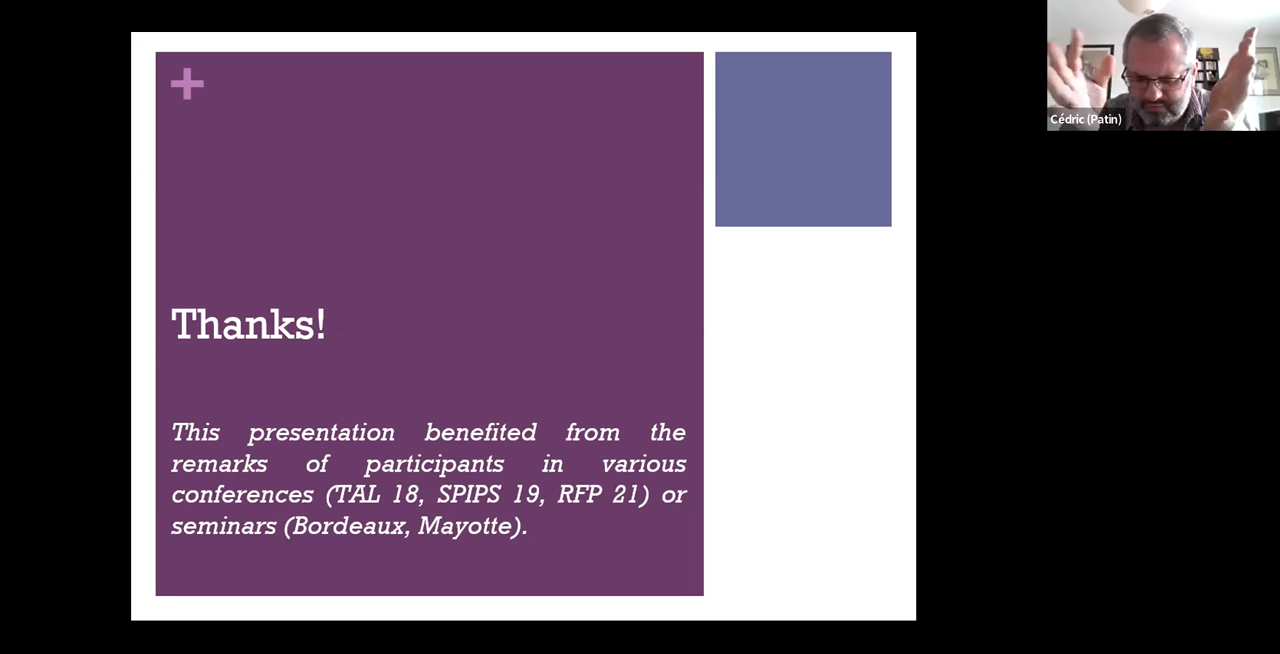 +
Thanks!
This presentation benefited from the
remarks of participants in various
conferences (TAL 18, SPIPS 19, RFP 21) or
seminars (Bordeaux, Mayotte).
Cédric (Patin)